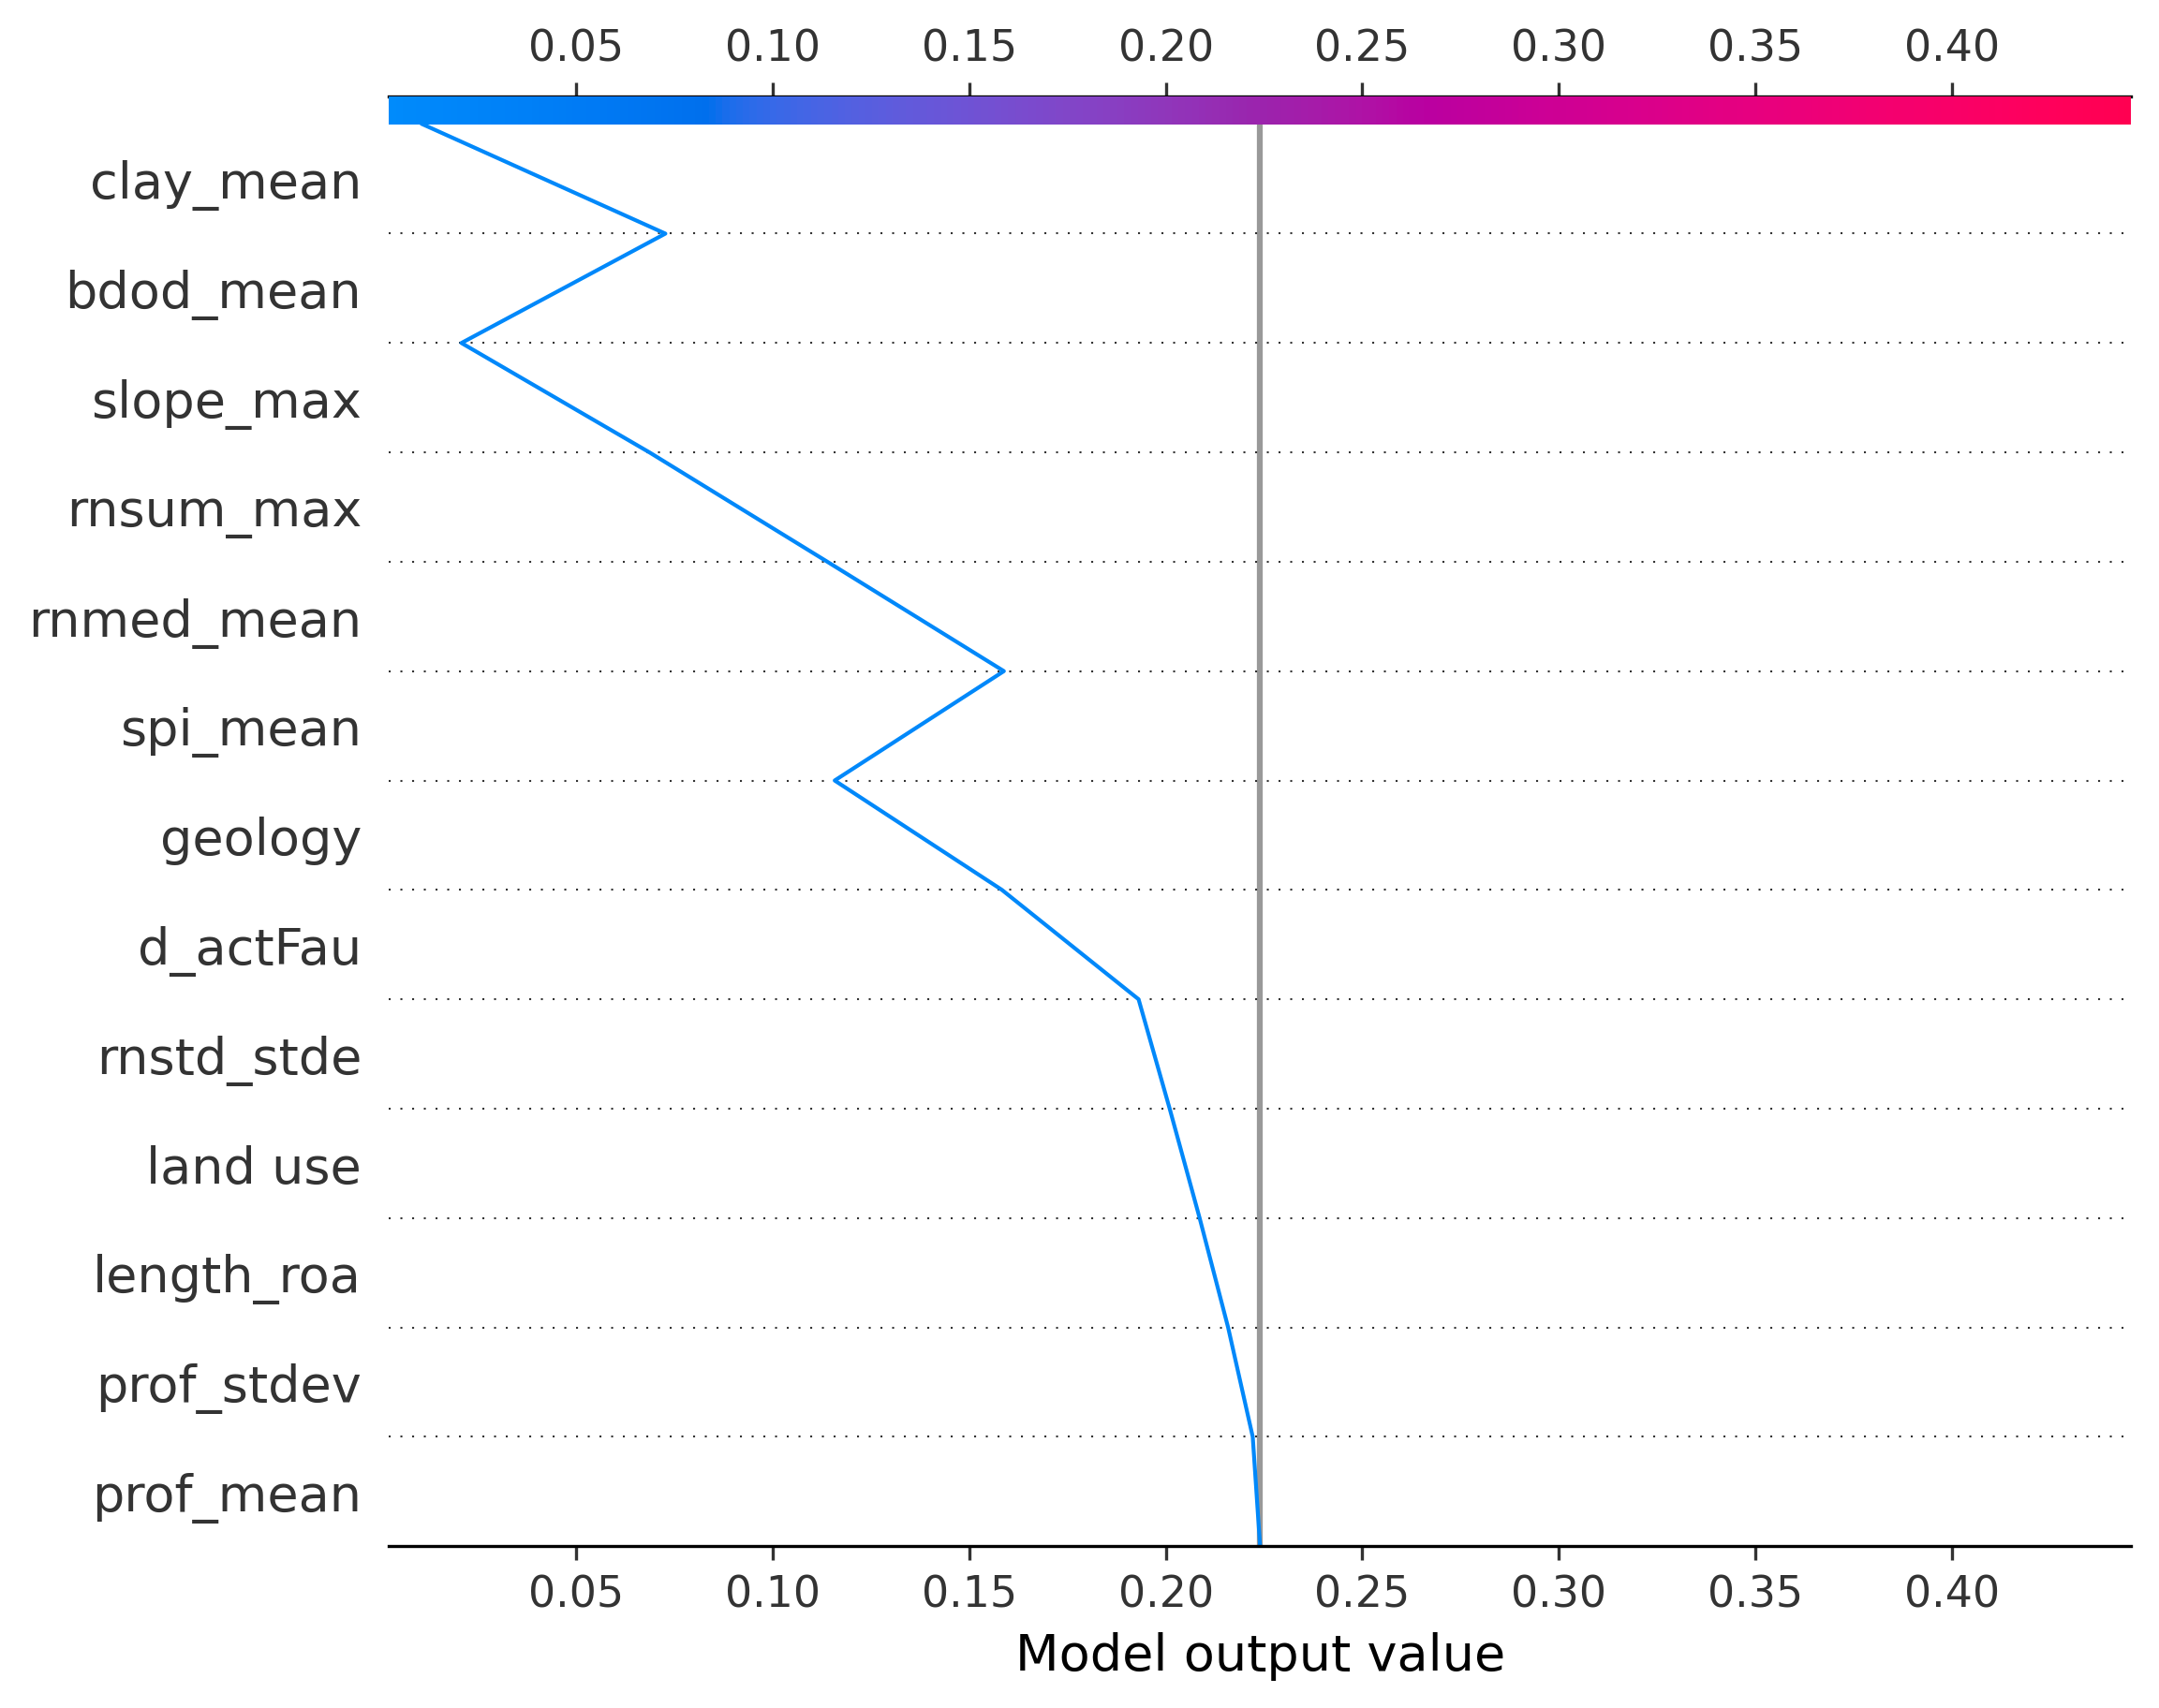 0.05 0.10 0.15 0.20 0.25 0.30 0.35 0.40
clay_mean
bdod_mean
slope_max
rnsum_max
rnmed_mean
spi_mean
geology
d_actFau
rnstd_stde
land use
length_roa
prof_stdev
prof_mean
0.05 0.10 0.15 0.20 0.25 0.30 0.35 0.40
Model output value